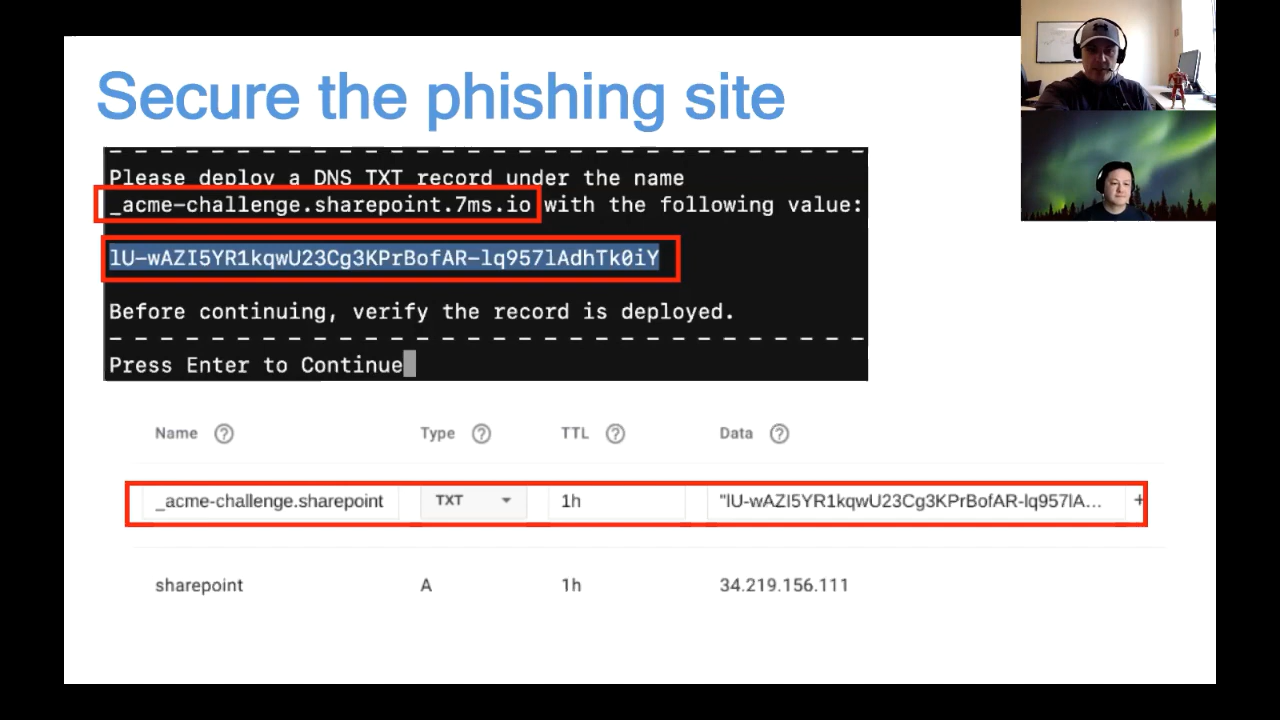 Secure the phishing site
Please deploy a DNS TXT record under the name
_acme-challenge.sharepoint.7ms.io with the following value:
lU-wAZI5YR1kqwU23Cg3KPrBofAR-lq957lAdhTk0iY
Before continuing, verify the record is deployed.
Press Enter to Continue
Name Type TTL Data
_acme-challenge.sharepoint TXT 1h "lU-wAZI5YR1kqwU23Cg3KPrBofAR-lq957lA... +
sharepoint A 1h 34.219.156.111